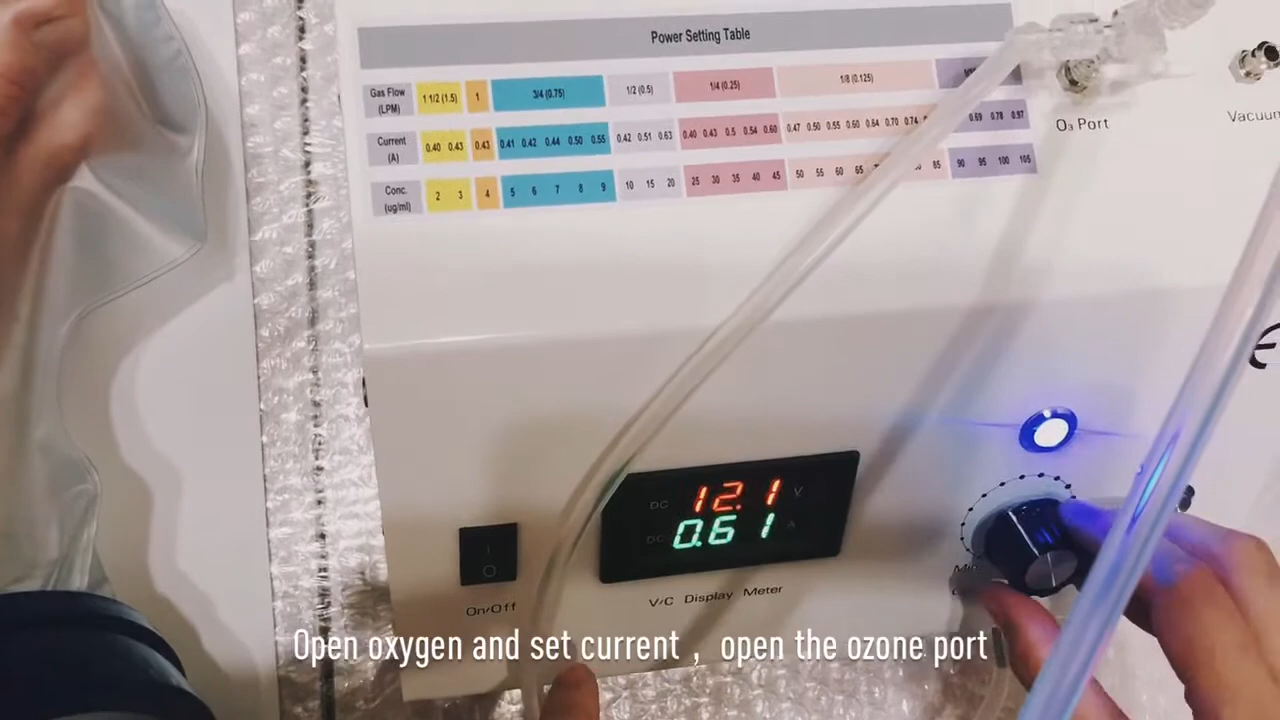 Power Setting Table
Gas Flow (LPM) 1 1/2 (1.5) 1 3/4 (0.75) 1/2 (0.5) 1/4 (0.25) 1/8 (0.125)
Current (A) 0.40 0.43 0.43 0.41 0.42 0.44 0.50 0.55 0.42 0.51 0.63 0.40 0.43 0.5 0.54 0.60 0.47 0.50 0.55 0.60 0.64 0.70 0.74 0.69 0.78 0.97
Conc. (ug/ml) 2 3 4 5 6 7 8 9 10 15 20 25 30 35 40 45 50 55 60 65 85 90 95 100 105
O₃ Port
Vacuum
DC 12.1 V
DC 0.61 A
On/Off
V/C Display Meter
Open oxygen and set current , open the ozone port